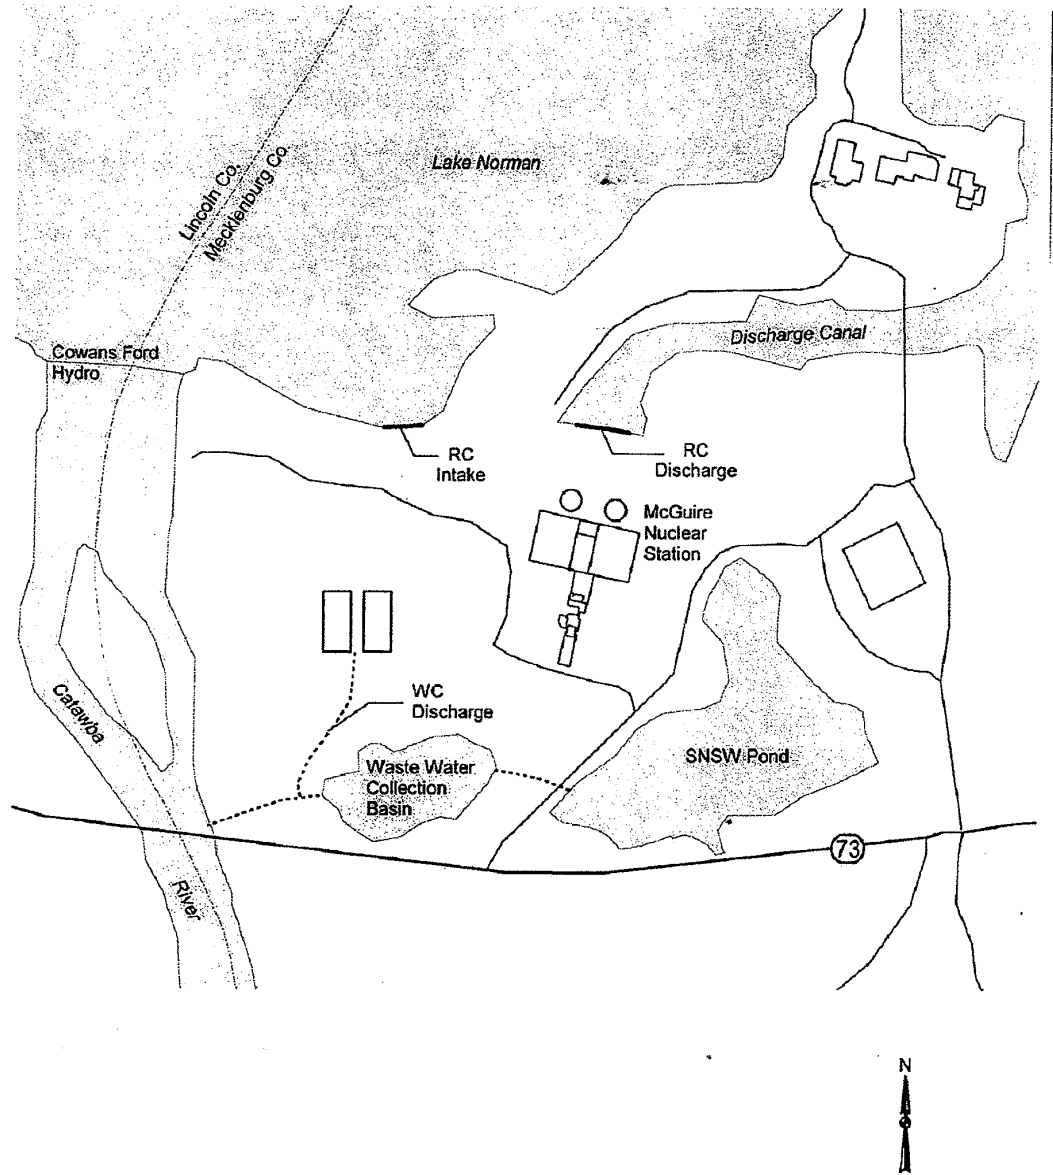 Lake Norman
Lincoln Co.
Mecklenburg Co
Cowans Ford
Hydro
Discharge Canal
RC
Intake
RC
Discharge
McGuire
Nuclear
Station
WC
Discharge
Catawba
Waste Water
Collection
Basin
SNSW Pond
73
River
N